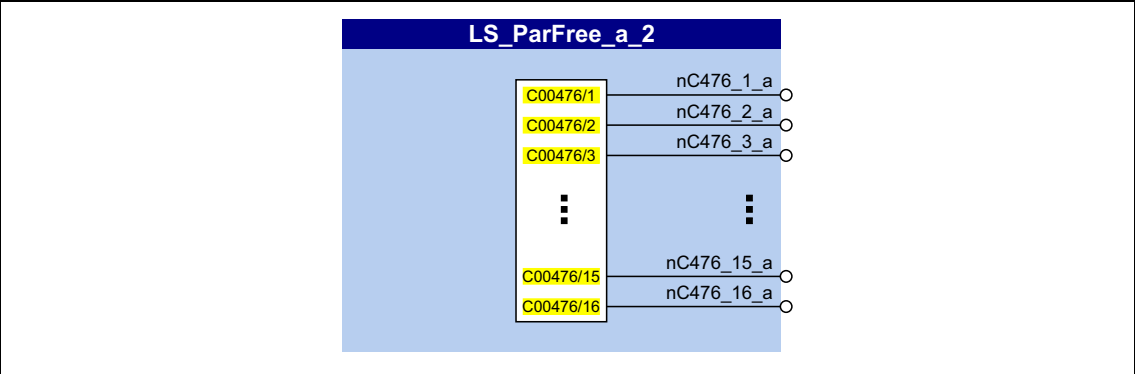 LS_ParFree_a_2
C00476/1 nC476_1_a
C00476/2 nC476_2_a
C00476/3 nC476_3_a
C00476/15 nC476_15_a
C00476/16 nC476_16_a